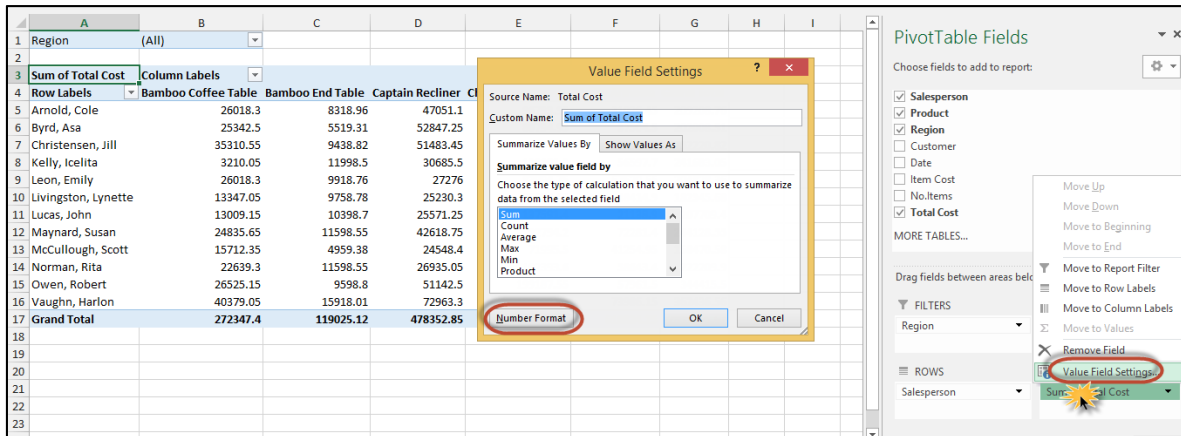 A B C D E F G H I
1 Region (All)
2
3 Sum of Total Cost Column Labels
4 Row Labels Bamboo Coffee Table Bamboo End Table Captain Recliner
5 Arnold, Cole 26018.3 8318.96 47051.1
6 Byrd, Asa 25342.5 5519.31 52847.25
7 Christensen, Jill 35310.55 9438.82 51483.45
8 Kelly, Icelita 3210.05 11998.5 30685.5
9 Leon, Emily 26018.3 9918.76 27276
10 Livingston, Lynette 13347.05 9758.78 25230.3
11 Lucas, John 13009.15 10398.7 25571.25
12 Maynard, Susan 24835.65 11598.55 42618.75
13 McCullough, Scott 15712.35 4959.38 24548.4
14 Norman, Rita 22639.3 11598.55 26935.05
15 Owen, Robert 26525.15 9598.8 51142.5
16 Vaughn, Harlon 40379.05 15918.01 72963.3
17 Grand Total 272347.4 119025.12 478352.85
18
19
20
21
22
23
Value Field Settings ?
Source Name: Total Cost
Custom Name: Sum of Total Cost
Summarize Values By Show Values As
Summarize value field by
Choose the type of calculation that you want to use to summarize
data from the selected field
Sum
Count
Average
Max
Min
Product
Number Format OK Cancel
PivotTable Fields
Choose fields to add to report:
Salesperson
Product
Region
Customer
Date
Item Cost
No.Items
Total Cost
MORE TABLES...
Drag fields between areas
FILTERS
Region
ROWS
Salesperson
Move Up
Move Down
Move to Beginning
Move to End
Move to Report Filter
Move to Row Labels
Move to Column Labels
Σ Move to Values
Remove Field
Value Field Settings...
Cost